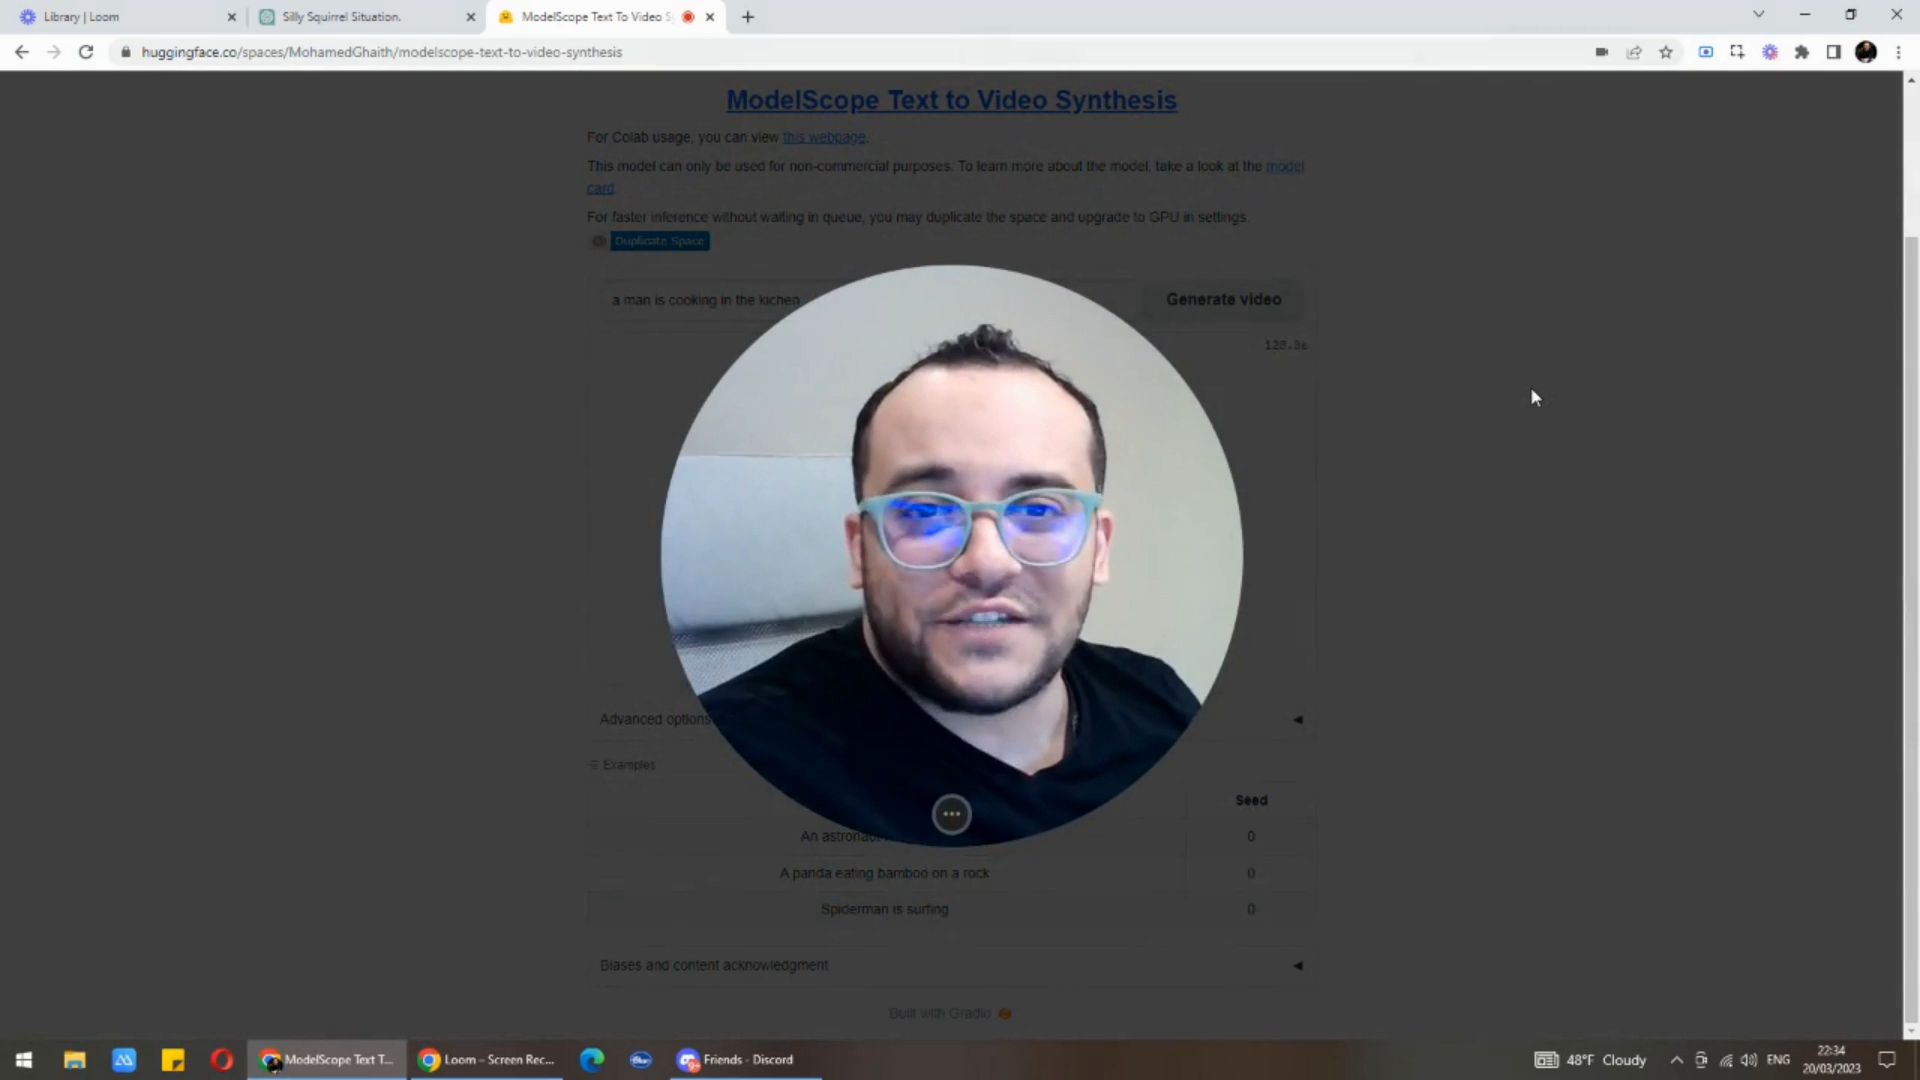 Library | Loom
Silly Squirrel Situation.
ModelScope Text To Video S
huggingface.co/spaces/MohamedGhaith/modelscope-text-to-video-synthesis
ModelScope Text to Video Synthesis
For Colab usage, you can view this webpage.
This model can only be used for non-commercial purposes. To learn more about the model, take a look at the model
card.
For faster inference without waiting in queue, you may duplicate the space and upgrade to GPU in settings.
Duplicate Space
a man is cooking in the kichen
Generate video
Advanced options
Examples
Seed
An astronaut
0
A panda eating bamboo on a rock
0
Spiderman is surfing
0
Biases and content acknowledgment
Built with Gradio
ModelScope Text T...
Loom – Screen Rec...
Friends - Discord
48°F Cloudy
ENG
22:34
20/03/2023